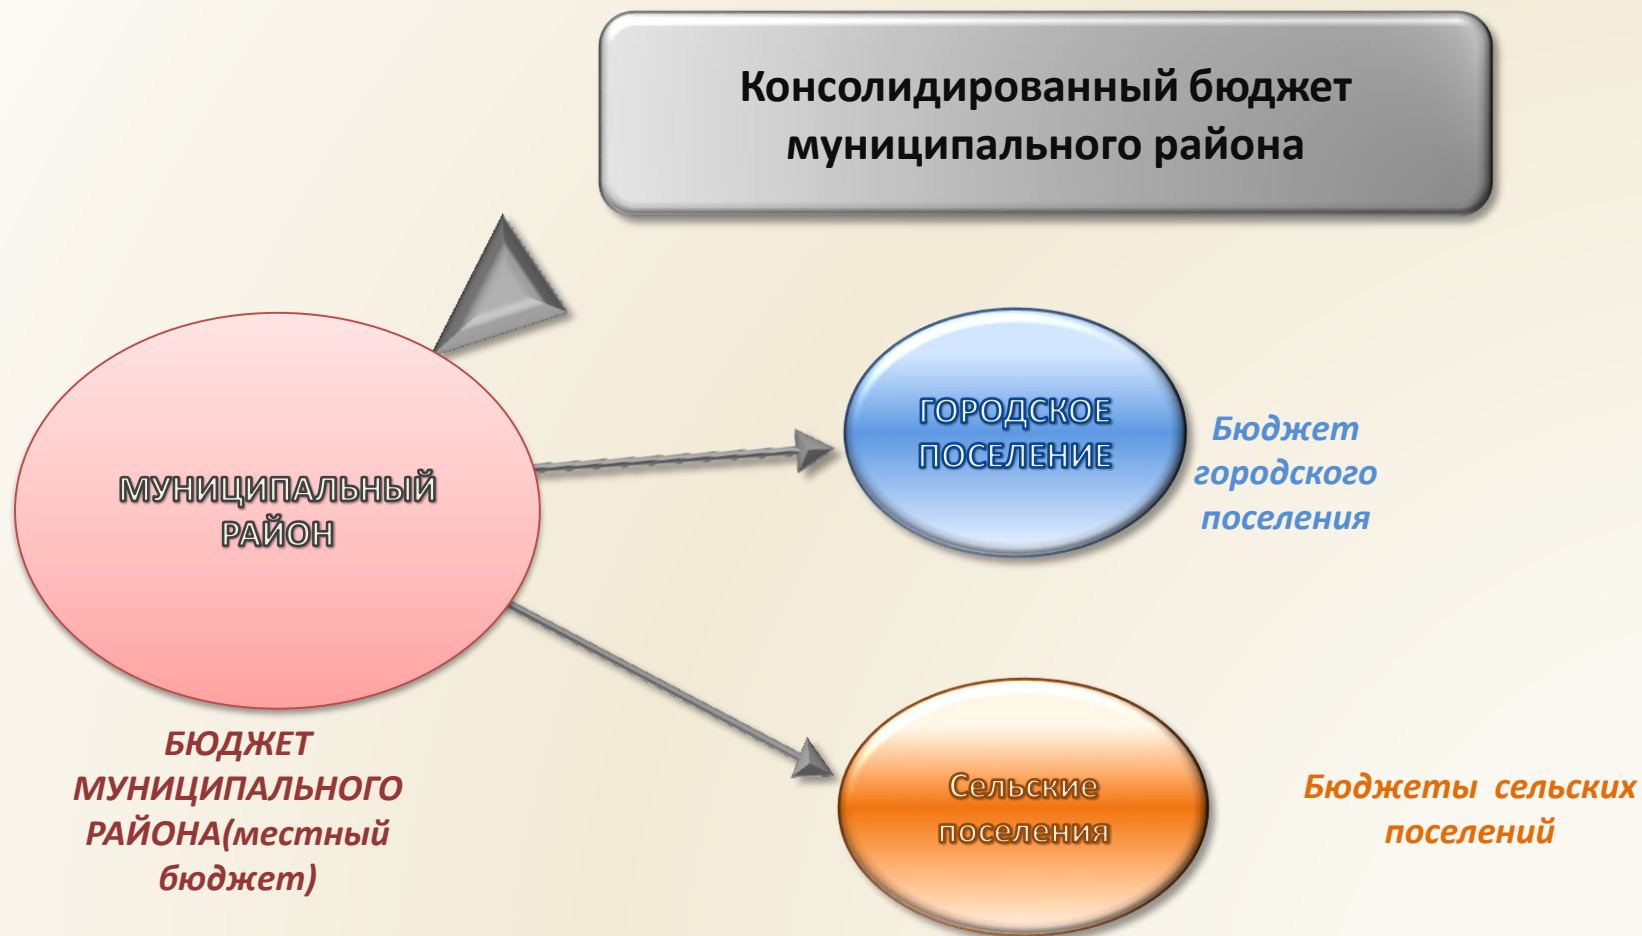 Консолидированный бюджет
муниципального района
МУНИЦИПАЛЬНЫЙ
РАЙОН
ГОРОДСКОЕ
ПОСЕЛЕНИЕ
Бюджет
городского
поселения
БЮДЖЕТ
МУНИЦИПАЛЬНОГО
РАЙОНА(местный
бюджет)
Сельские
поселения
Бюджеты сельских
поселений